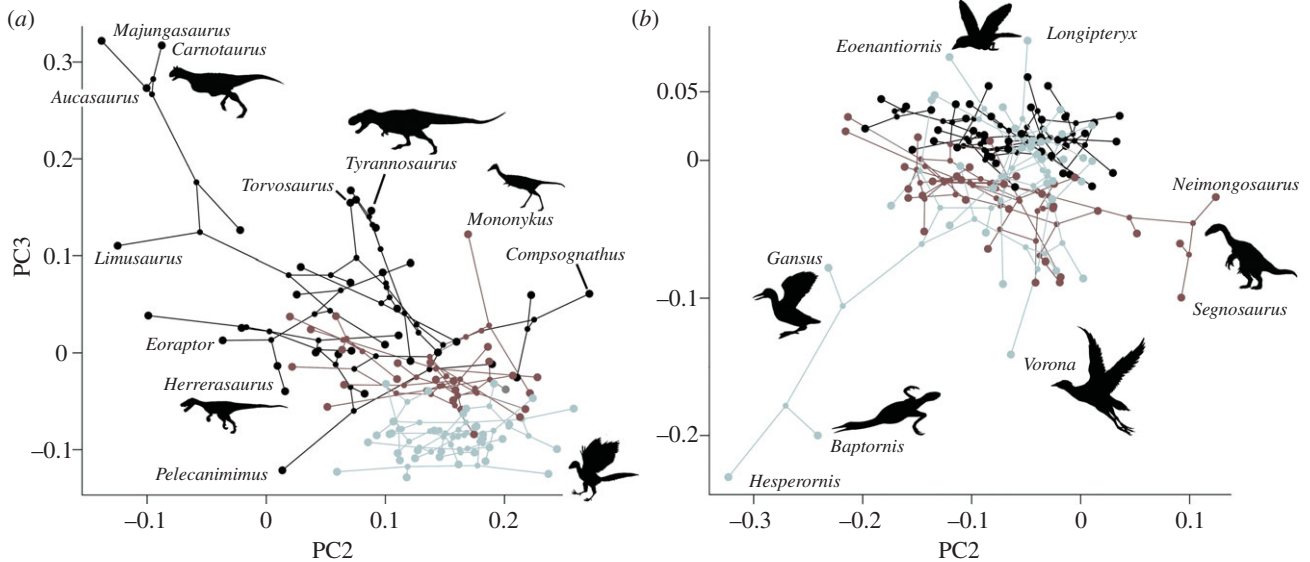 (a)
Majungasaurus
Carnotaurus
0.3
Aucasaurus
0.2
Tyrannosaurus
Torvosaurus
Mononykus
PC3
0.1
Limusaurus
Compsognathus
0
Eoraptor
Herrerasaurus
–0.1
Pelecanimimus
–0.1 0 0.1 0.2
PC2
(b)
Longipteryx
Eoenantiornis
0.05
0
Neimongosaurus
Gansus
–0.1
Segnosaurus
Vorona
–0.2
Baptornis
Hesperornis
–0.3 –0.2 –0.1 0 0.1
PC2